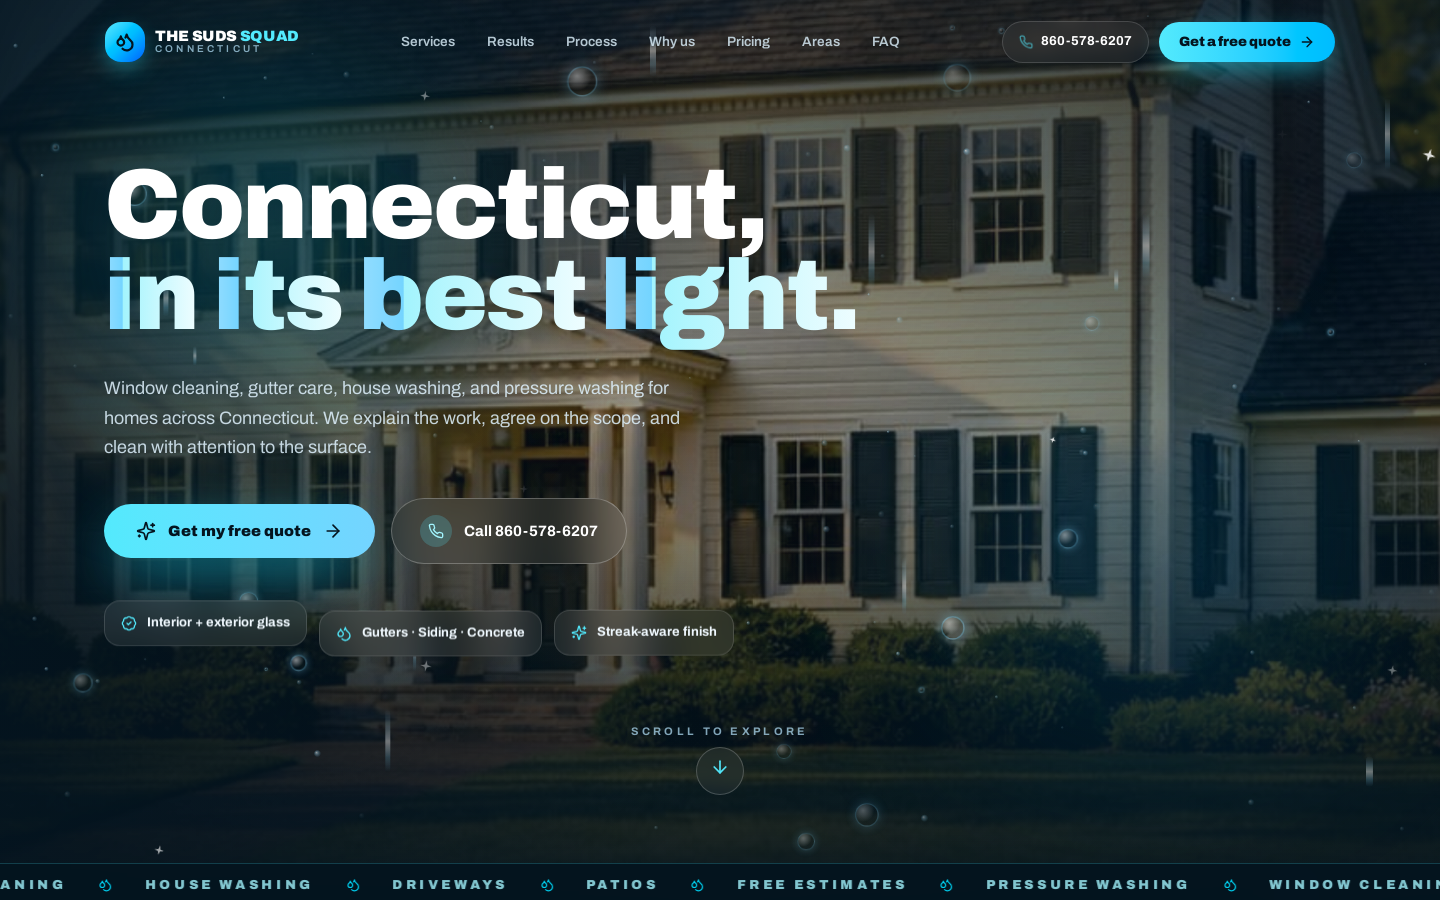 THE SUDS SQUAD
CONNECTICUT
Services
Results
Process
Why us
Pricing
Areas
FAQ
860-578-6207
Get a free quote
Connecticut,
in its best light.
Window cleaning, gutter care, house washing, and pressure washing for
homes across Connecticut. We explain the work, agree on the scope, and
clean with attention to the surface.
Get my free quote
Call 860-578-6207
Interior + exterior glass
Gutters · Siding · Concrete
Streak-aware finish
SCROLL TO EXPLORE
ANING HOUSE WASHING DRIVEWAYS PATIOS FREE ESTIMATES PRESSURE WASHING WINDOW CLEANIN